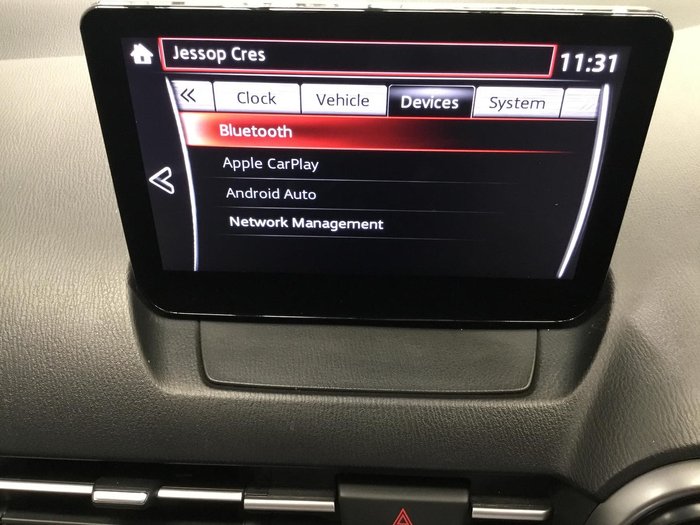 Jessop Cres
11:31
« Clock Vehicle Devices System »
Bluetooth
Apple CarPlay
Android Auto
Network Management